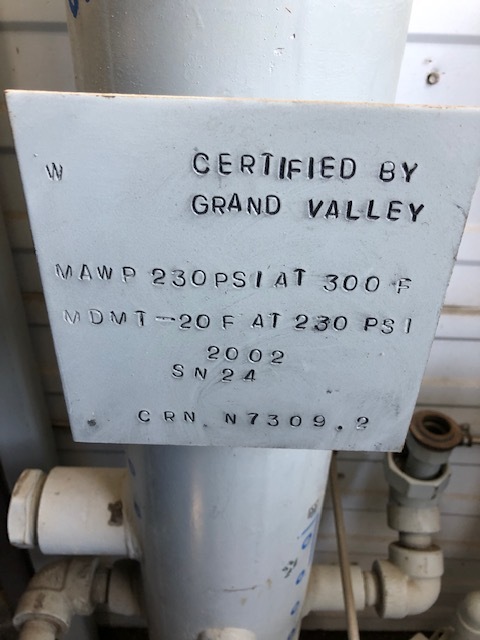 W CERTIFIED BY
GRAND VALLEY
MAWP 230 PSI AT 300 F
MDMT -20 F AT 230 PSI
2002
SN 24
CRN N7309.2